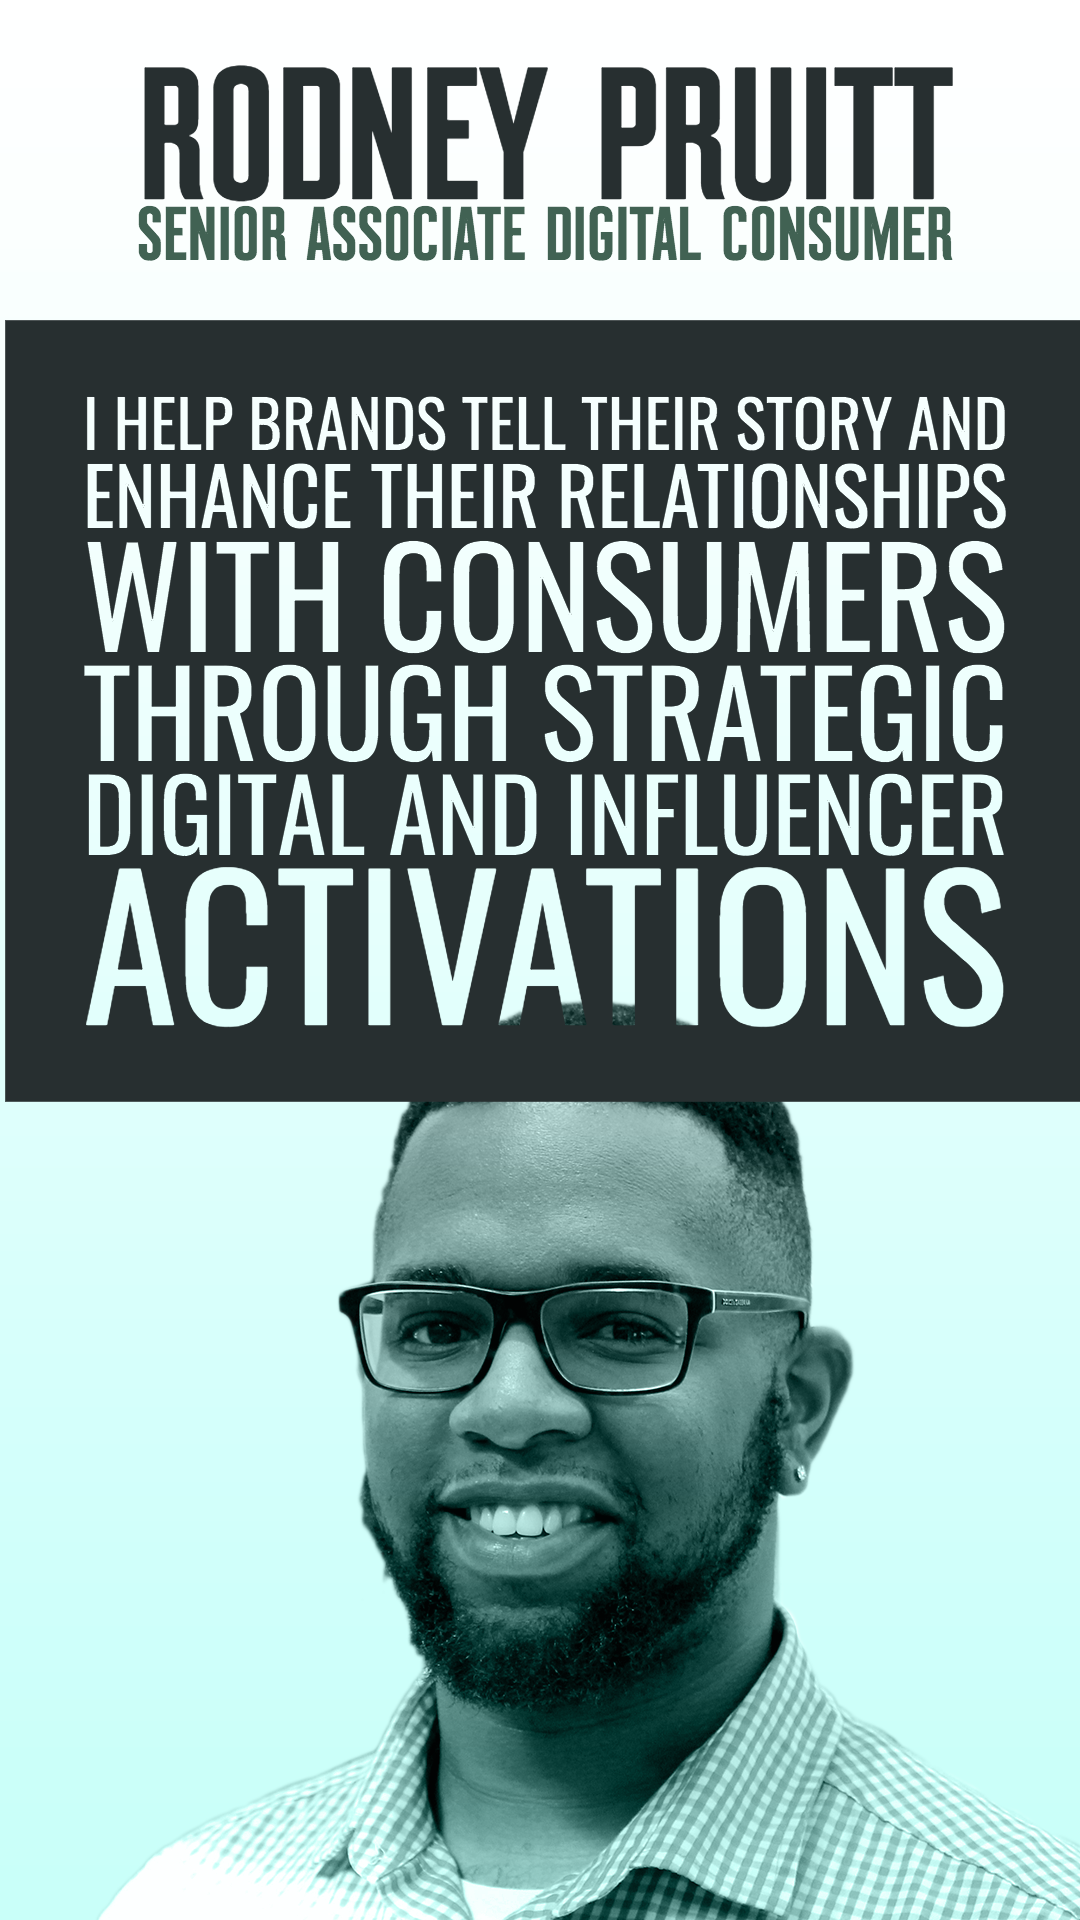 RODNEY PRUITT
SENIOR ASSOCIATE DIGITAL CONSUMER
I HELP BRANDS TELL THEIR STORY AND
ENHANCE THEIR RELATIONSHIPS
WITH CONSUMERS
THROUGH STRATEGIC
DIGITAL AND INFLUENCER
ACTIVATIONS